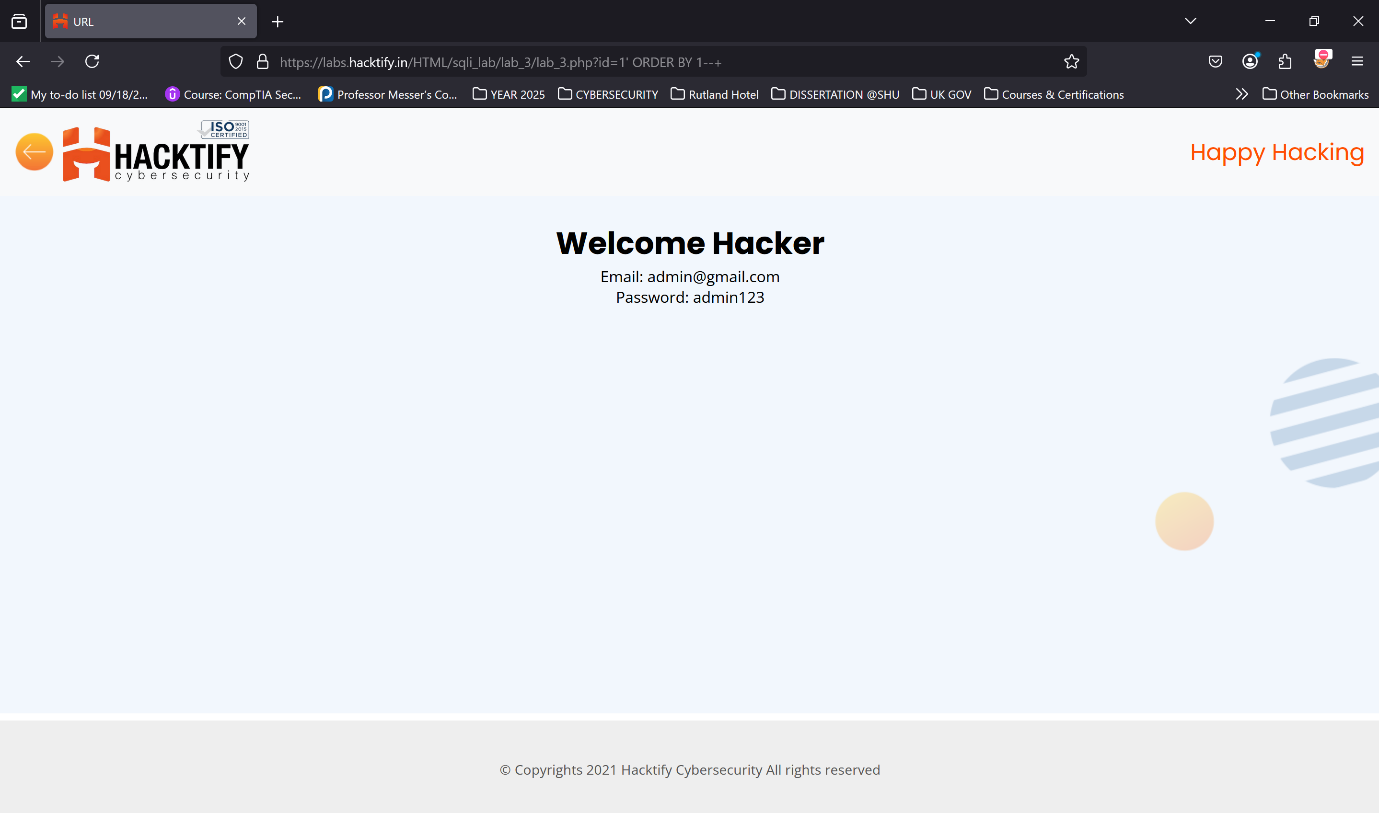 URL
https://labs.hacktify.in/HTML/sqli_lab/lab_3/lab_3.php?id=1' ORDER BY 1--+
My to-do list 09/18/2... Course: CompTIA Sec... Professor Messer's Co... YEAR 2025 CYBERSECURITY Rutland Hotel DISSERTATION @SHU UK GOV Courses & Certifications Other Bookmarks
ISO 9001 2015
CERTIFIED
HACKTIFY
cybersecurity
Happy Hacking
Welcome Hacker
Email: admin@gmail.com
Password: admin123
© Copyrights 2021 Hacktify Cybersecurity All rights reserved